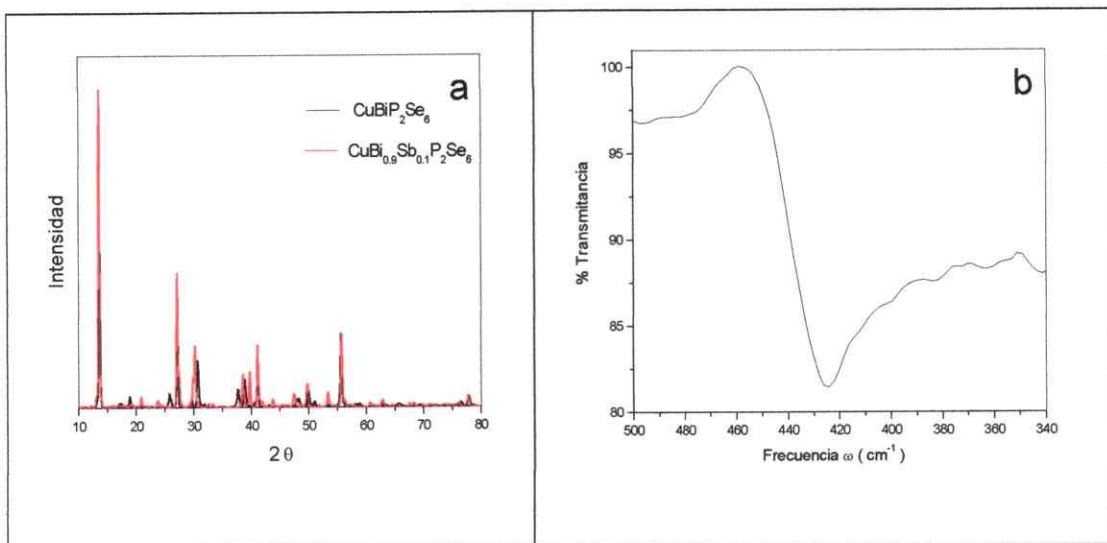 a
CuBiP₂Se₆
CuBi₀.₉Sb₀.₁P₂Se₆
Intensidad
10 20 30 40 50 60 70 80
2θ
b
100
95
90
85
80
% Transmitancia
500 480 460 440 420 400 380 360 340
Frecuencia ω ( cm⁻¹ )